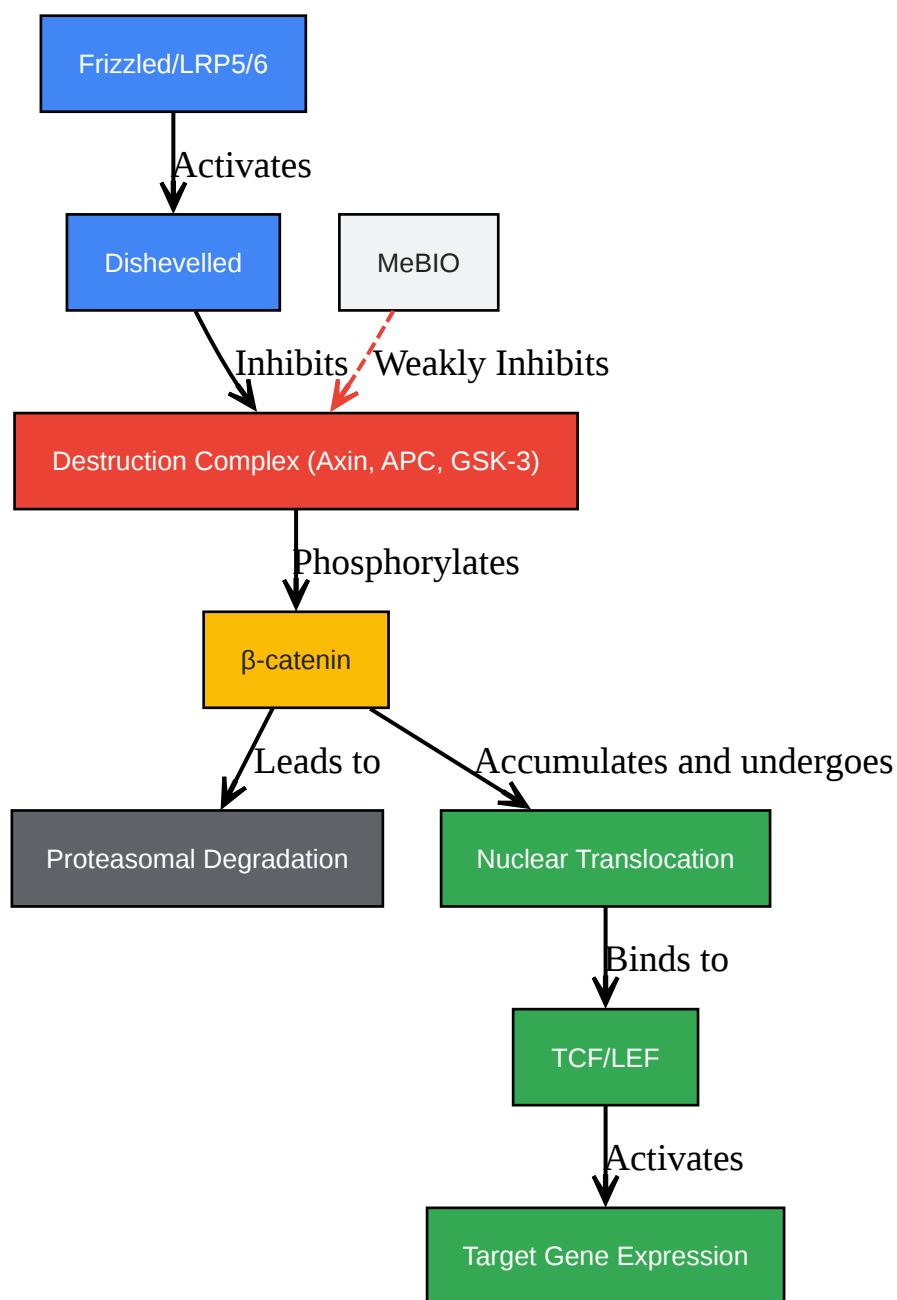 Frizzled/LRP5/6
Activates
Dishevelled
MeBIO
Inhibits
Weakly Inhibits
Destruction Complex (Axin, APC, GSK-3)
Phosphorylates
β-catenin
Leads to
Accumulates and undergoes
Proteasomal Degradation
Nuclear Translocation
Binds to
TCF/LEF
Activates
Target Gene Expression